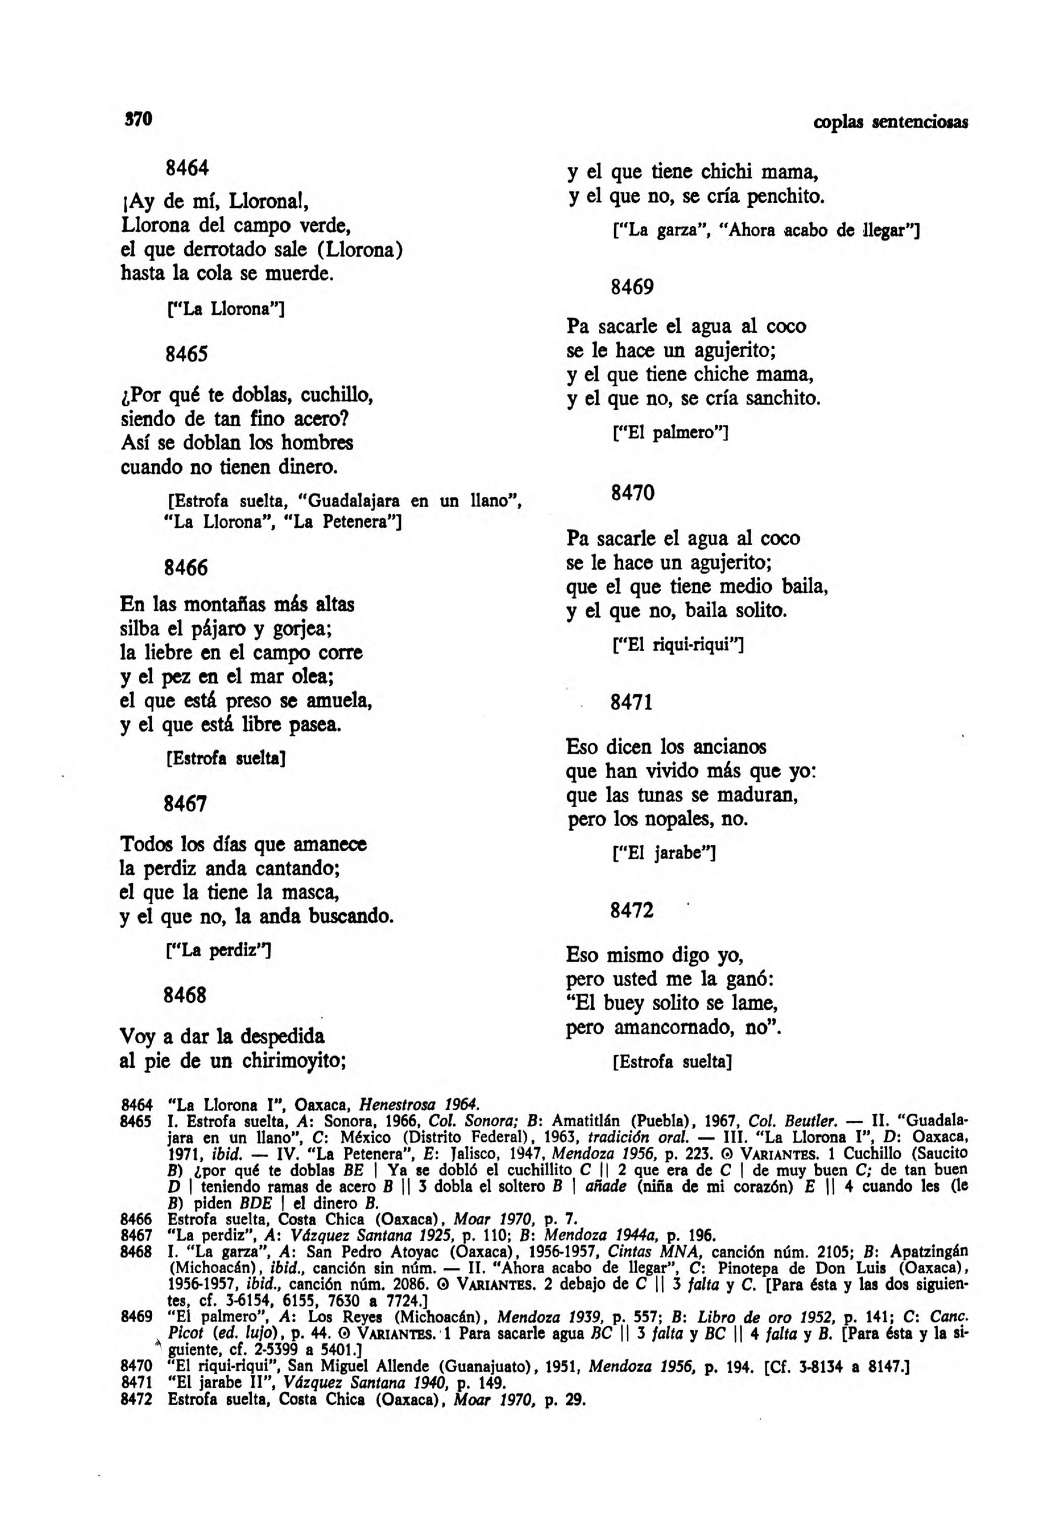 370
coplas sentenciosas
8464
¡Ay de mí, Llorona!,
Llorona del campo verde,
el que derrotado sale (Llorona)
hasta la cola se muerde.
["La Llorona"]
8465
¿Por qué te doblas, cuchillo,
siendo de tan fino acero?
Así se doblan los hombres
cuando no tienen dinero.
[Estrofa suelta, "Guadalajara en un llano",
"La Llorona", "La Petenera"]
8466
En las montañas más altas
silba el pájaro y gorjea;
la liebre en el campo corre
y el pez en el mar olea;
el que está preso se amuela,
y el que está libre pasea.
[Estrofa suelta]
8467
Todos los días que amanece
la perdiz anda cantando;
el que la tiene la masca,
y el que no, la anda buscando.
["La perdiz"]
8468
Voy a dar la despedida
al pie de un chirimoyito;
y el que tiene chichi mama,
y el que no, se cría penchito.
["La garza", "Ahora acabo de llegar"]
8469
Pa sacarle el agua al coco
se le hace un agujerito;
y el que tiene chiche mama,
y el que no, se cría sanchito.
["El palmero"]
8470
Pa sacarle el agua al coco
se le hace un agujerito;
que el que tiene medio baila,
y el que no, baila solito.
["El riqui-riqui"]
8471
Eso dicen los ancianos
que han vivido más que yo:
que las tunas se maduran,
pero los nopales, no.
["El jarabe"]
8472
Eso mismo digo yo,
pero usted me la ganó:
"El buey solito se lame,
pero amancornado, no".
[Estrofa suelta]
8464 "La Llorona I", Oaxaca, Henestrosa 1964.
8465 I. Estrofa suelta, A: Sonora, 1966, Col. Sonora; B: Amatitlán (Puebla), 1967, Col. Beutler. — II. "Guadala-
jara en un llano", C: México (Distrito Federal), 1963, tradición oral. — III. "La Llorona I", D: Oaxaca,
1971, ibid. — IV. "La Petenera", E: Jalisco, 1947, Mendoza 1956, p. 223. ⊙ VARIANTES. 1 Cuchillo (Saucito
B) ¿por qué te doblas BE | Ya se dobló el cuchillito C || 2 que era de C | de muy buen C; de tan buen
D | teniendo ramas de acero B || 3 dobla el soltero B | añade (niña de mi corazón) E || 4 cuando les (le
B) piden BDE | el dinero B.
8466 Estrofa suelta, Costa Chica (Oaxaca), Moar 1970, p. 7.
8467 "La perdiz", A: Vázquez Santana 1925, p. 110; B: Mendoza 1944a, p. 196.
8468 I. "La garza", A: San Pedro Atoyac (Oaxaca), 1956-1957, Cintas MNA, canción núm. 2105; B: Apatzingán
(Michoacán), ibid., canción sin núm. — II. "Ahora acabo de llegar", C: Pinotepa de Don Luis (Oaxaca),
1956-1957, ibid., canción núm. 2086. ⊙ VARIANTES. 2 debajo de C || 3 falta y C. [Para ésta y las dos siguien-
tes, cf. 3-6154, 6155, 7630 a 7724.]
8469 "El palmero", A: Los Reyes (Michoacán), Mendoza 1939, p. 557; B: Libro de oro 1952, p. 141; C: Canc.
Picot (ed. lujo), p. 44. ⊙ VARIANTES. 1 Para sacarle agua BC || 3 falta y BC || 4 falta y B. [Para ésta y la si-
guiente, cf. 2-5399 a 5401.]
8470 "El riqui-riqui", San Miguel Allende (Guanajuato), 1951, Mendoza 1956, p. 194. [Cf. 3-8134 a 8147.]
8471 "El jarabe II", Vázquez Santana 1940, p. 149.
8472 Estrofa suelta, Costa Chica (Oaxaca), Moar 1970, p. 29.